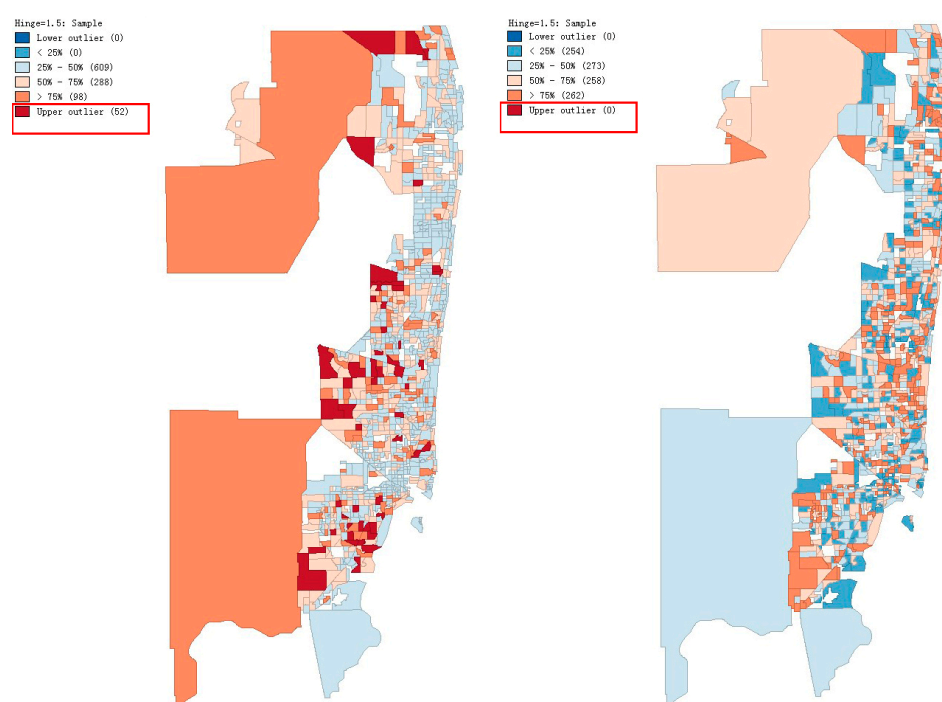 Hinge=1.5: Sample
Lower outlier (0)
< 25% (0)
25% - 50% (609)
50% - 75% (288)
> 75% (98)
Upper outlier (52)
Hinge=1.5: Sample
Lower outlier (0)
< 25% (254)
25% - 50% (273)
50% - 75% (258)
> 75% (262)
Upper outlier (0)